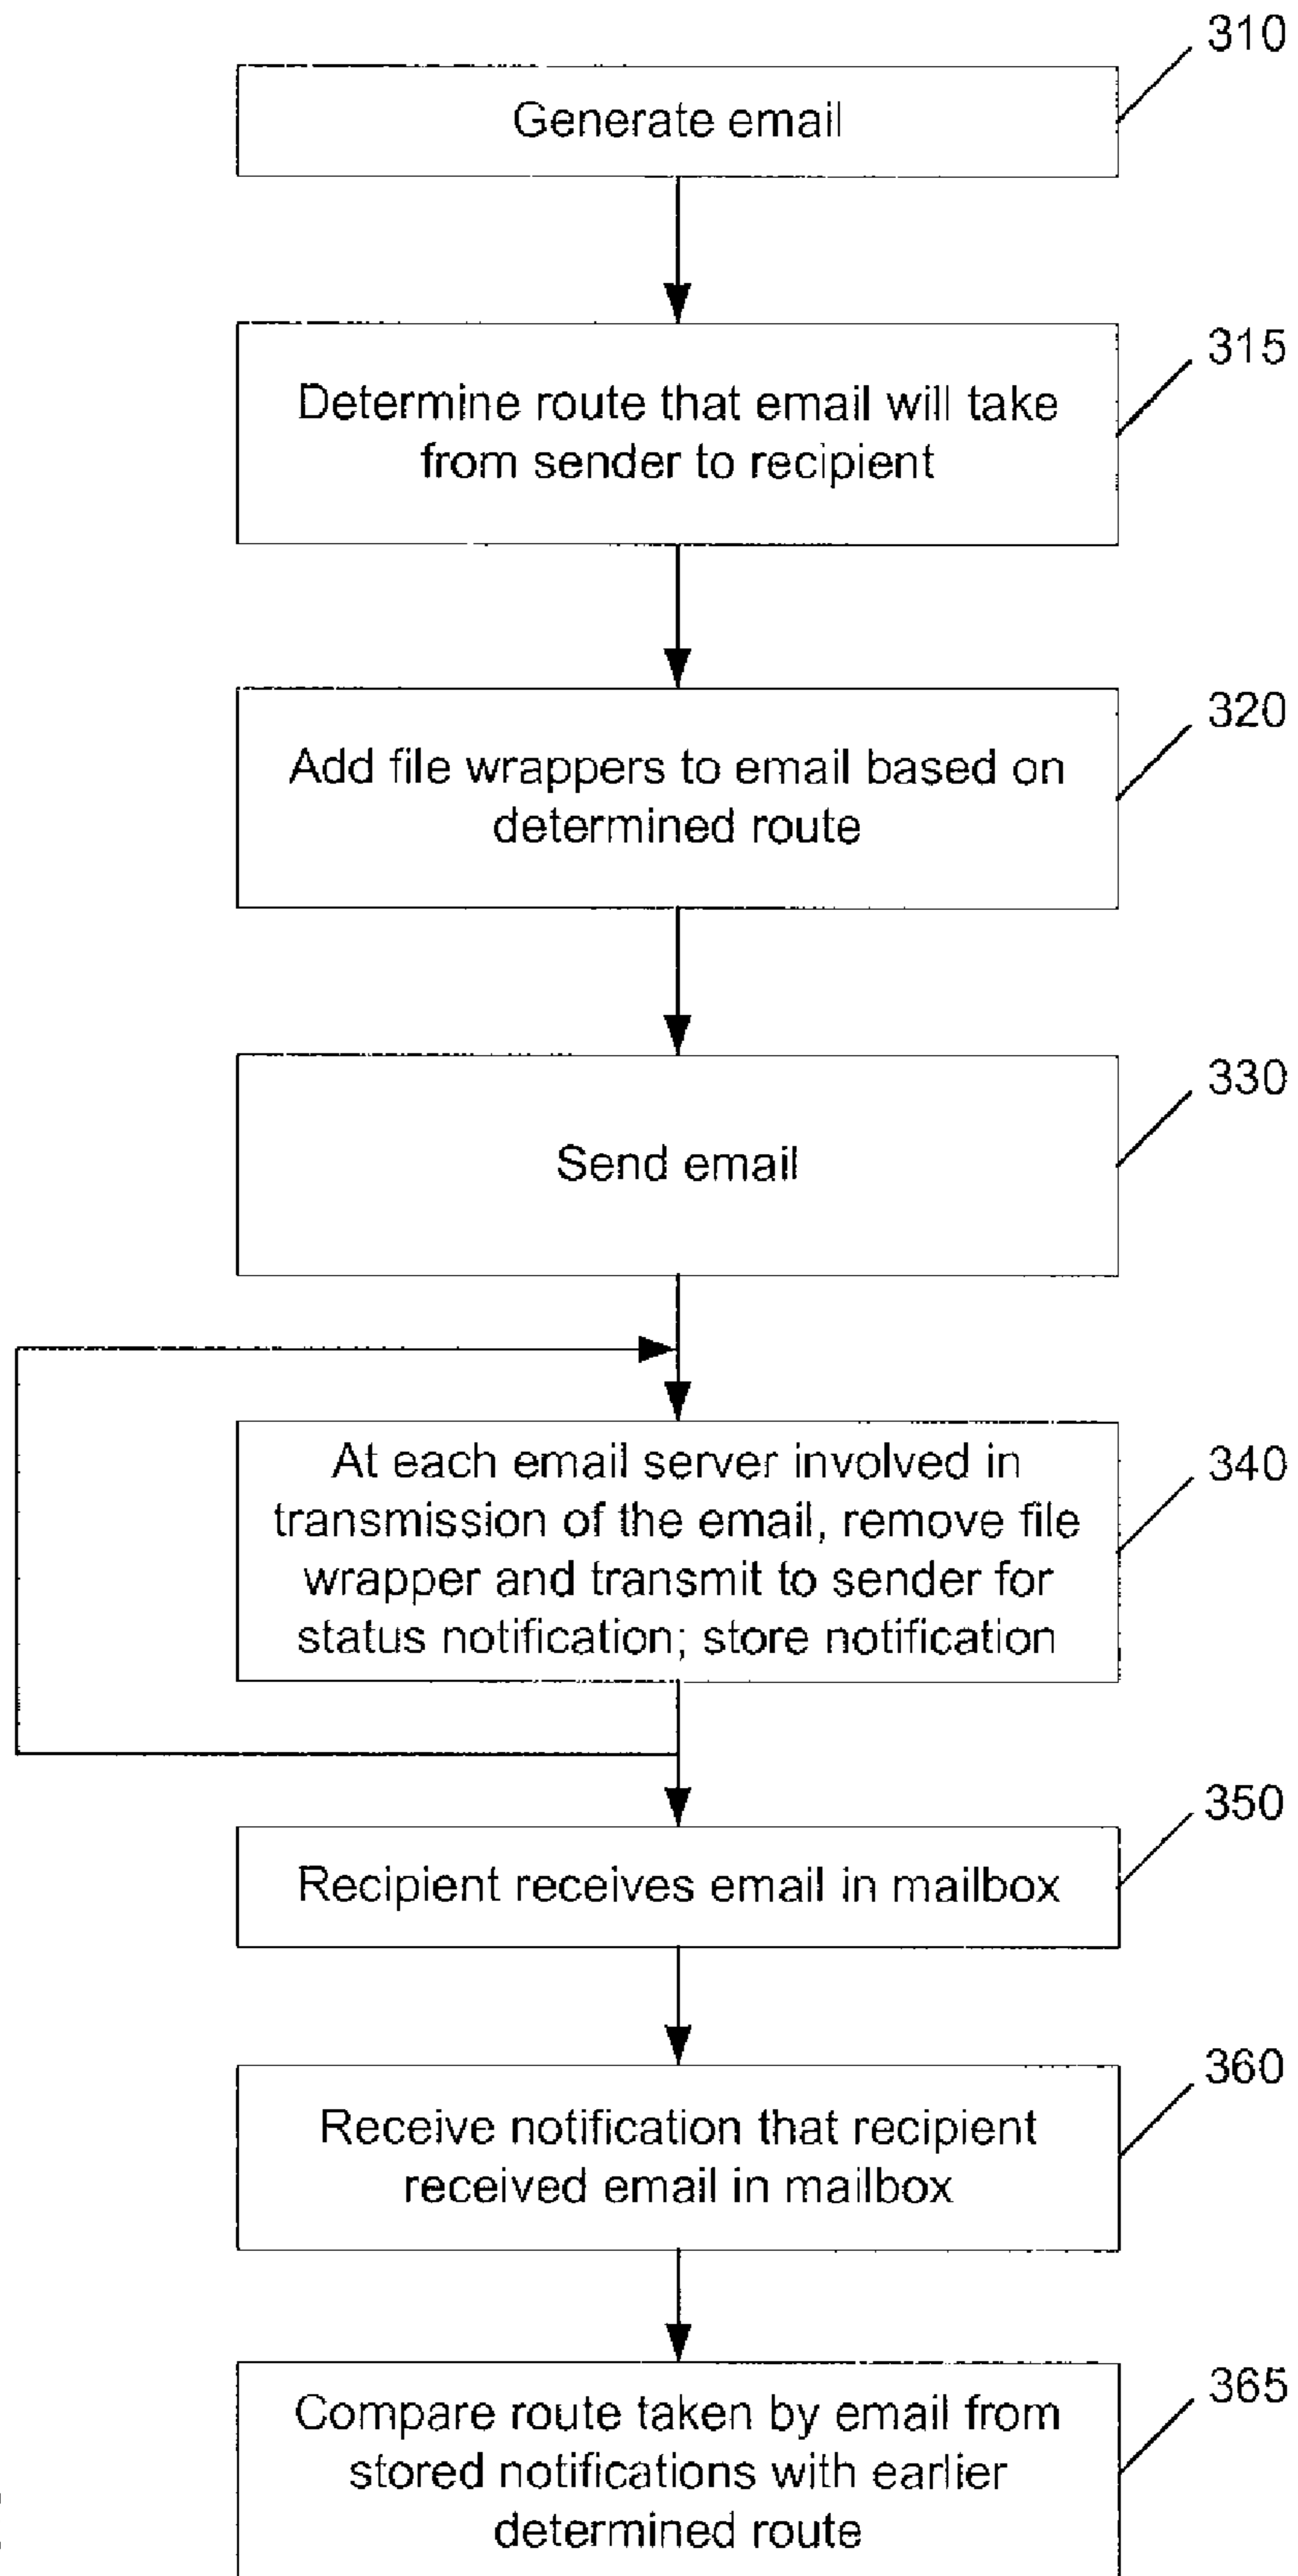 310
Generate email
315
Determine route that email will take
from sender to recipient
320
Add file wrappers to email based on
determined route
330
Send email
340
At each email server involved in
transmission of the email, remove file
wrapper and transmit to sender for
status notification; store notification
350
Recipient receives email in mailbox
360
Receive notification that recipient
received email in mailbox
365
Compare route taken by email from
stored notifications with earlier
determined route